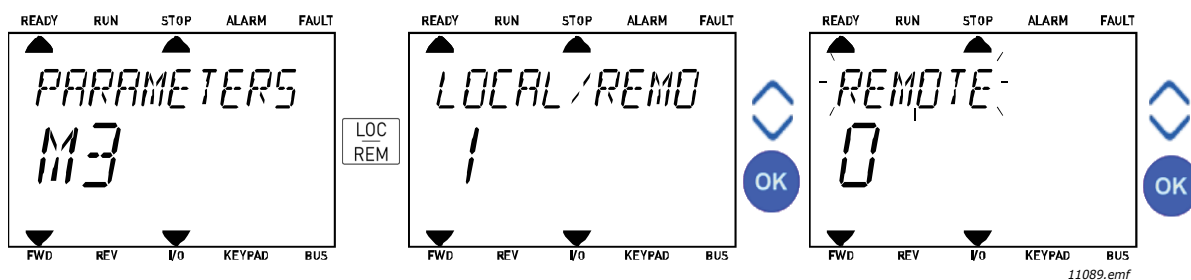 READY RUN STOP ALARM FAULT
PARAMETERS
M3
FWD REV I/O KEYPAD BUS
LOC
REM
READY RUN STOP ALARM FAULT
LOCAL/REMO
1
FWD REV I/O KEYPAD BUS
OK
READY RUN STOP ALARM FAULT
REMOTE
0
FWD REV I/O KEYPAD BUS
OK
11089.emf